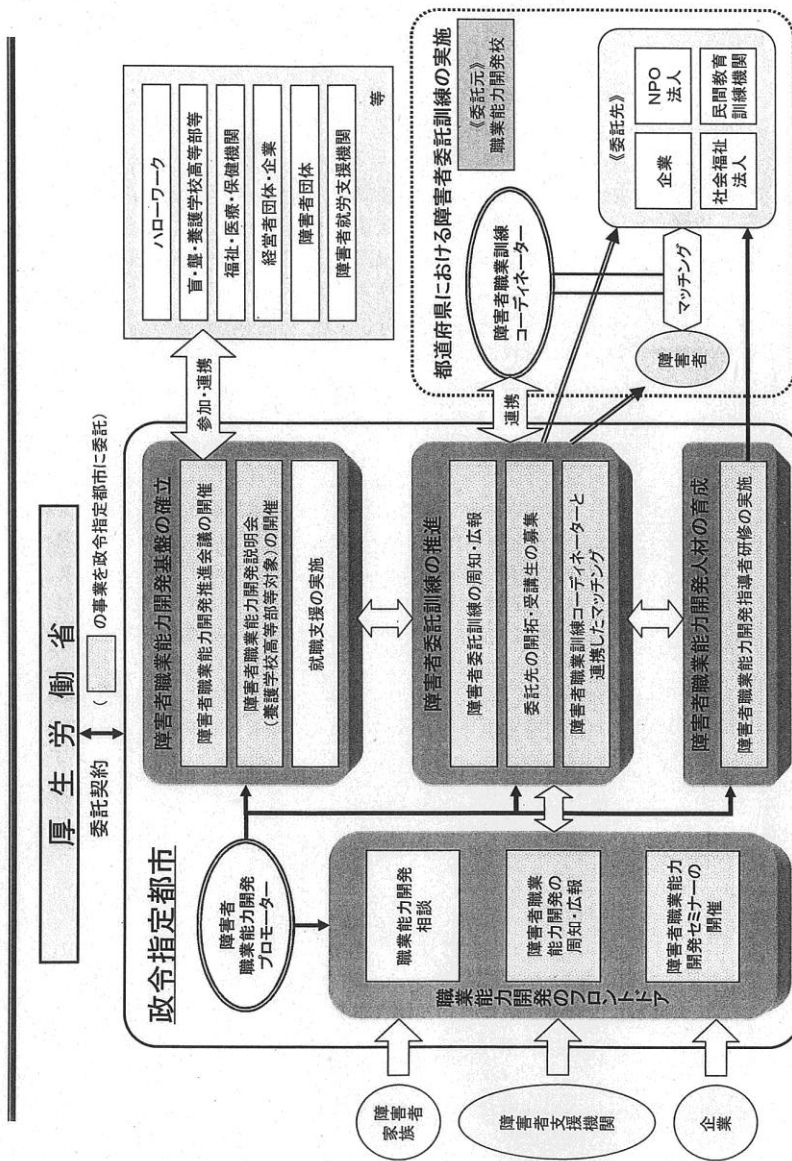 厚生労働省
委託契約
（　の事業を政令指定都市に委託）
政令指定都市
障害者
職業能力開発
プロモーター
障害者
家族
障害者支援機関
企業
職業能力開発のフロントドア
職業能力開発
相談
障害者職業
能力開発の
周知・広報
障害者職業能力
開発セミナーの
開催
障害者職業能力開発基盤の確立
障害者職業能力開発推進会議の開催
障害者職業能力開発説明会
（養護学校高等部等対象）の開催
就職支援の実施
障害者委託訓練の推進
障害者委託訓練の周知・広報
委託先の開拓・受講生の募集
障害者職業訓練コーディネーターと
連携したマッチング
障害者職業能力開発人材の育成
障害者職業能力開発指導者研修の実施
参加・連携
ハローワーク
盲・聾・養護学校高等部等
福祉・医療・保健機関
経営者団体・企業
障害者団体
障害者就労支援機関
等
連携
都道府県における障害者委託訓練の実施
障害者職業訓練
コーディネーター
《委託元》
職業能力開発校
マッチング
障害者
《委託先》
企業
NPO
法人
社会福祉
法人
民間教育
訓練機関